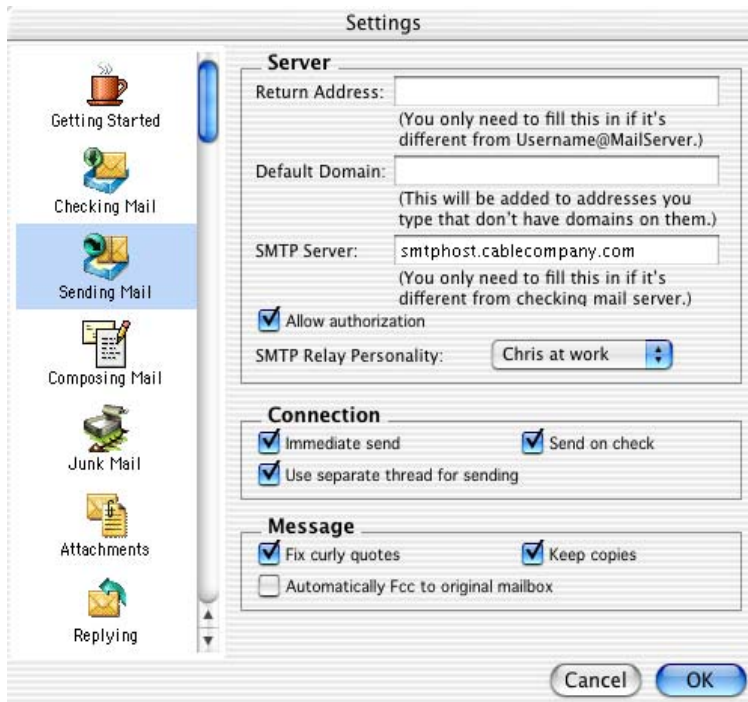 Settings
Getting Started
Checking Mail
Sending Mail
Composing Mail
Junk Mail
Attachments
Replying
Server
Return Address:
(You only need to fill this in if it's
different from Username@MailServer.)
Default Domain:
(This will be added to addresses you
type that don't have domains on them.)
SMTP Server: smtphost.cablecompany.com
(You only need to fill this in if it's
different from checking mail server.)
Allow authorization
SMTP Relay Personality: Chris at work
Connection
Immediate send Send on check
Use separate thread for sending
Message
Fix curly quotes Keep copies
Automatically Fcc to original mailbox
Cancel OK